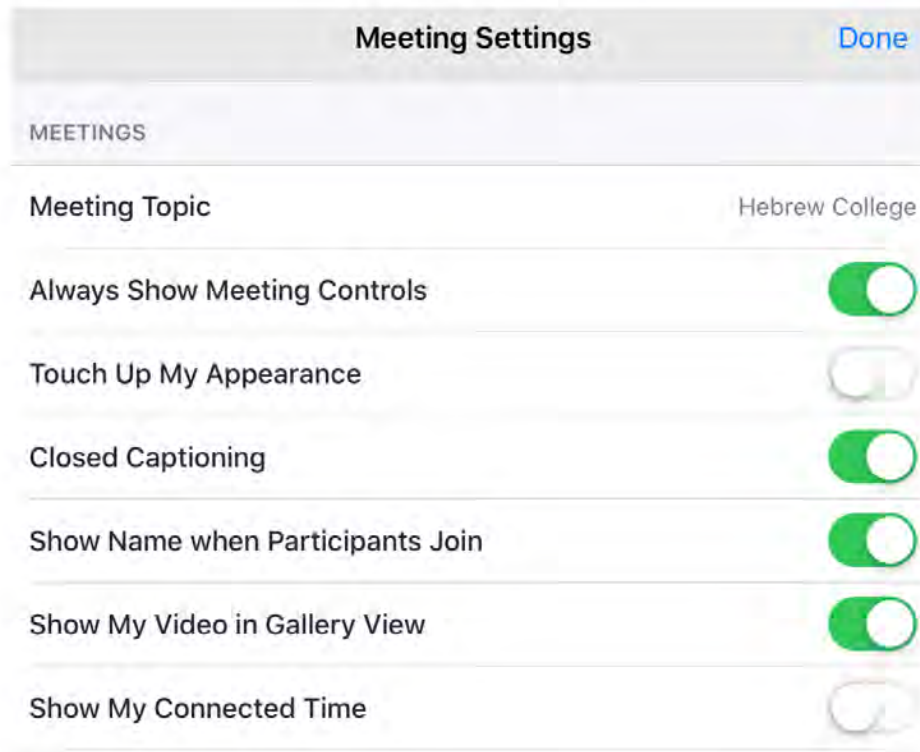 Meeting Settings Done
MEETINGS
Meeting Topic Hebrew College
Always Show Meeting Controls
Touch Up My Appearance
Closed Captioning
Show Name when Participants Join
Show My Video in Gallery View
Show My Connected Time